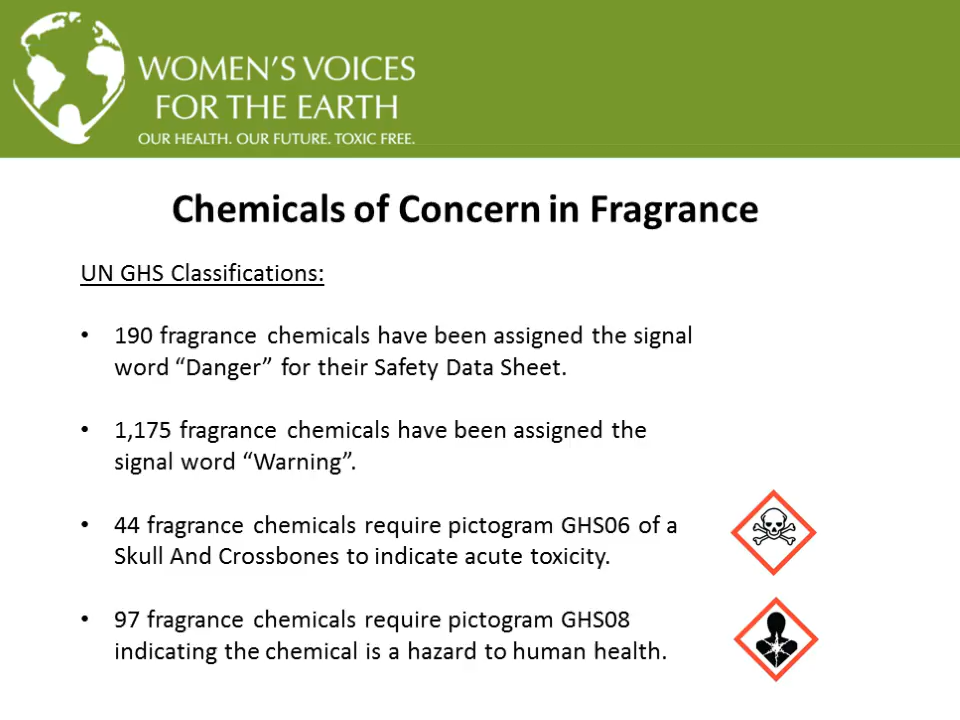 WOMEN'S VOICES
FOR THE EARTH
OUR HEALTH. OUR FUTURE. TOXIC FREE.
Chemicals of Concern in Fragrance
UN GHS Classifications:
• 190 fragrance chemicals have been assigned the signal
word “Danger” for their Safety Data Sheet.
• 1,175 fragrance chemicals have been assigned the
signal word “Warning”.
• 44 fragrance chemicals require pictogram GHS06 of a
Skull And Crossbones to indicate acute toxicity.
• 97 fragrance chemicals require pictogram GHS08
indicating the chemical is a hazard to human health.